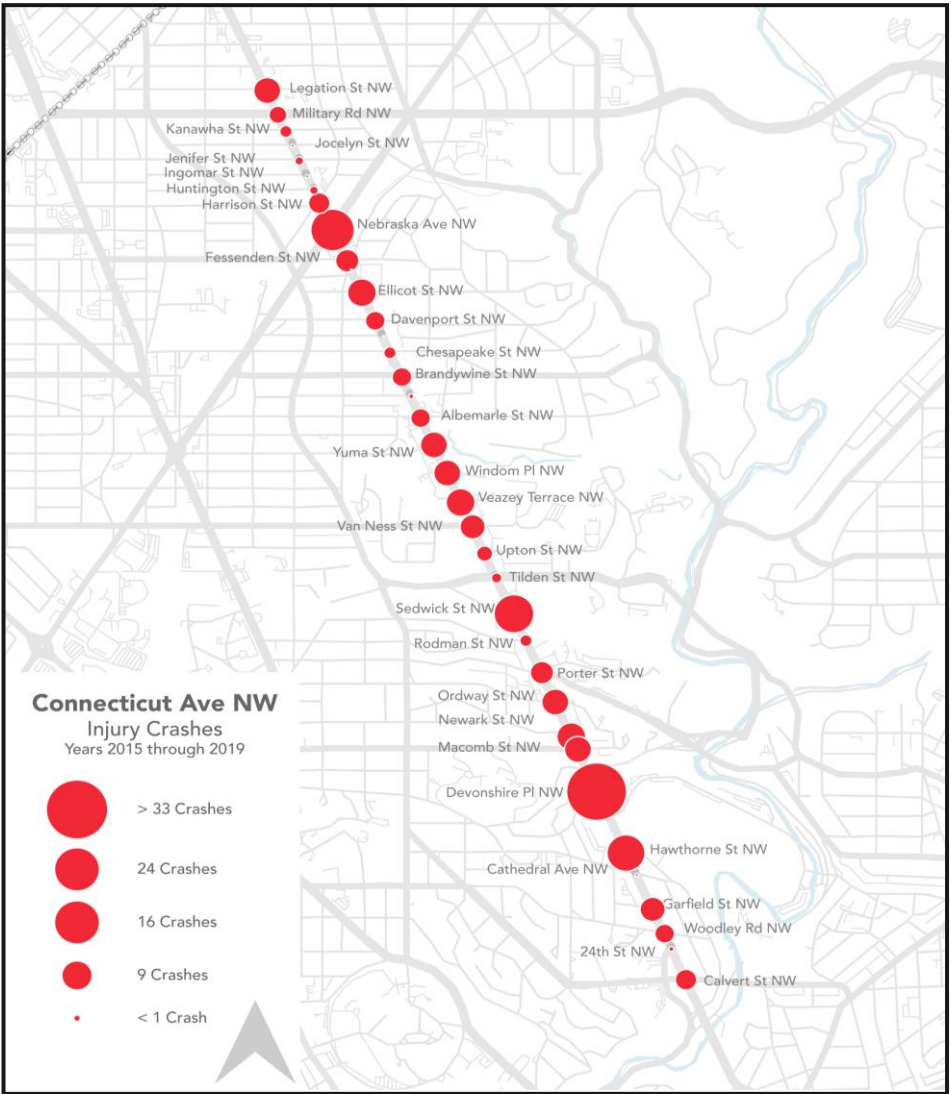 Legation St NW
Military Rd NW
Kanawha St NW
Jocelyn St NW
Jenifer St NW
Ingomar St NW
Huntington St NW
Harrison St NW
Nebraska Ave NW
Fessenden St NW
Ellicot St NW
Davenport St NW
Chesapeake St NW
Brandywine St NW
Albemarle St NW
Yuma St NW
Windom Pl NW
Veazey Terrace NW
Van Ness St NW
Upton St NW
Tilden St NW
Sedwick St NW
Rodman St NW
Porter St NW
Ordway St NW
Newark St NW
Macomb St NW
Devonshire Pl NW
Hawthorne St NW
Cathedral Ave NW
Garfield St NW
Woodley Rd NW
24th St NW
Calvert St NW
Connecticut Ave NW
Injury Crashes
Years 2015 through 2019
> 33 Crashes
24 Crashes
16 Crashes
9 Crashes
< 1 Crash